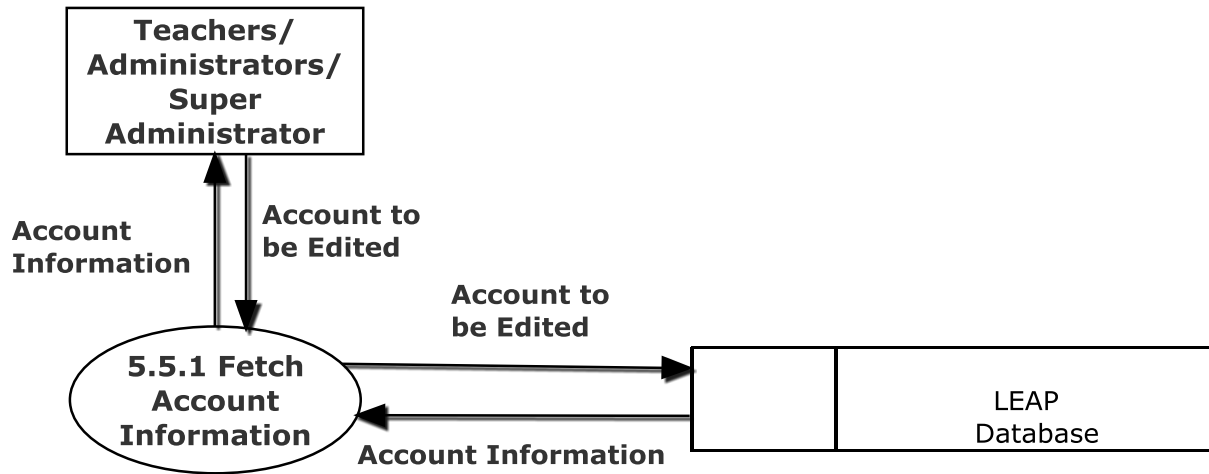 Teachers/
Administrators/
Super
Administrator
Account
Information
Account to
be Edited
Account to
be Edited
5.5.1 Fetch
Account
Information
LEAP
Database
Account Information